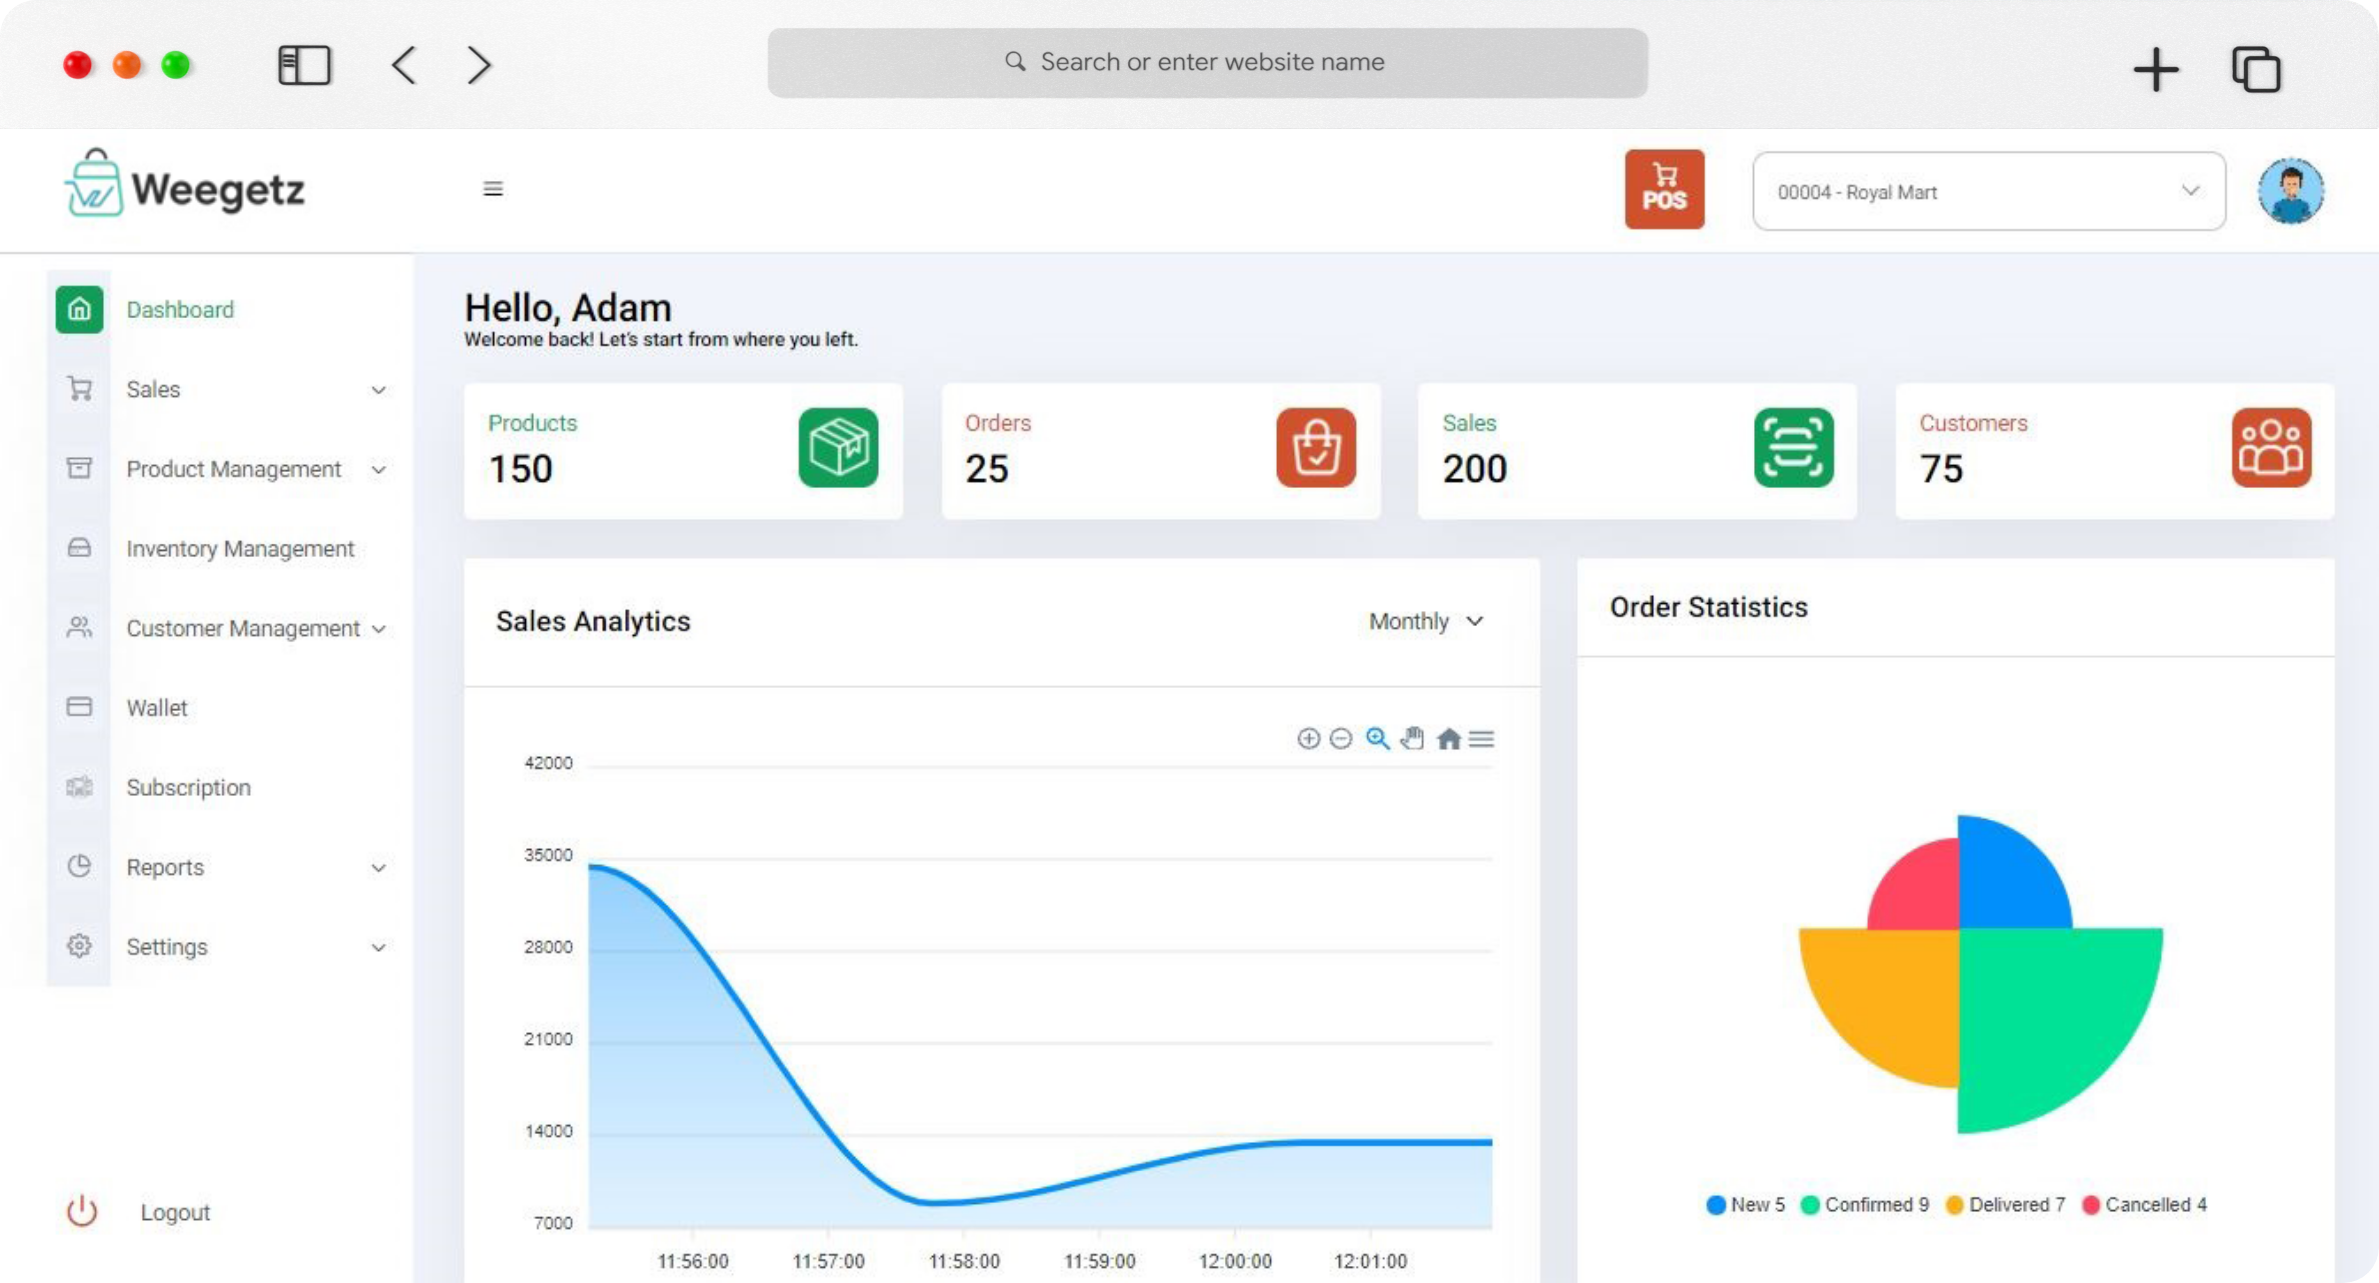 Search or enter website name
Weegetz
POS
00004 - Royal Mart
Dashboard
Sales
Product Management
Inventory Management
Customer Management
Wallet
Subscription
Reports
Settings
Logout
Hello, Adam
Welcome back! Let's start from where you left.
Products
150
Orders
25
Sales
200
Customers
75
Sales Analytics
Monthly
42000
35000
28000
21000
14000
7000
11:56:00 11:57:00 11:58:00 11:59:00 12:00:00 12:01:00
Order Statistics
New 5 Confirmed 9 Delivered 7 Cancelled 4